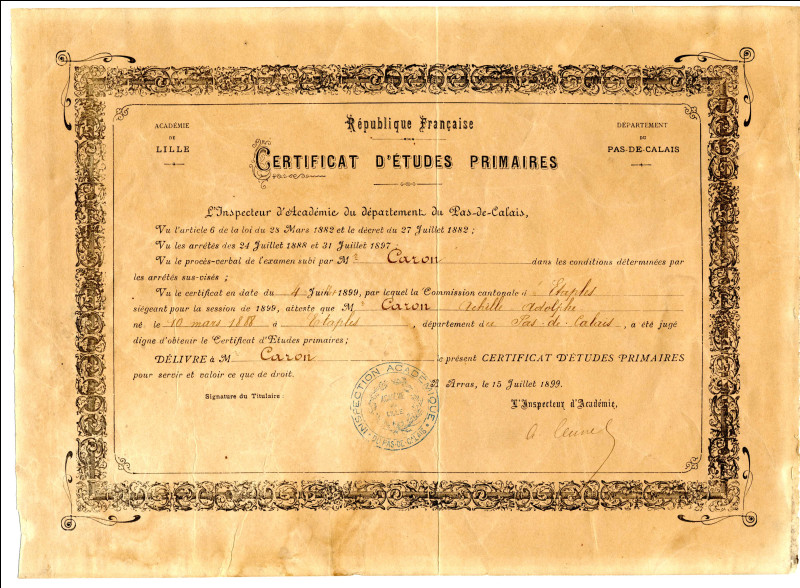 ACADÉMIE
DE
LILLE
République Française
CERTIFICAT D'ÉTUDES PRIMAIRES
DÉPARTEMENT
DU
PAS-DE-CALAIS
L'Inspecteur d'Académie du département du Pas-de-Calais,
Vu l'article 6 de la loi du 28 Mars 1882 et le décret du 27 Juillet 1882 ;
Vu les arrêtés des 24 Juillet 1888 et 31 Juillet 1897 ;
Vu le procès-verbal de l'examen subi par M Caron dans les conditions déterminées par
les arrêtés sus-visés ;
Vu le certificat en date du 4 1899, par lequel la Commission cantonale d' Etaples
siégeant pour la session de 1899, atteste que M Caron Achille Adolphe
né le 10 mars 1888 à Etaples, département du Pas-de-Calais, a été jugé
digne d'obtenir le Certificat d'Études primaires ;
DÉLIVRE à M Caron le présent CERTIFICAT D'ÉTUDES PRIMAIRES
pour servir et valoir ce que de droit.
A Arras, le 15 Juillet 1899.
Signature du Titulaire :
L'Inspecteur d'Académie,
INSPECTION ACADÉMIQUE
ACADÉMIE
DE
LILLE
DU PAS-DE-CALAIS